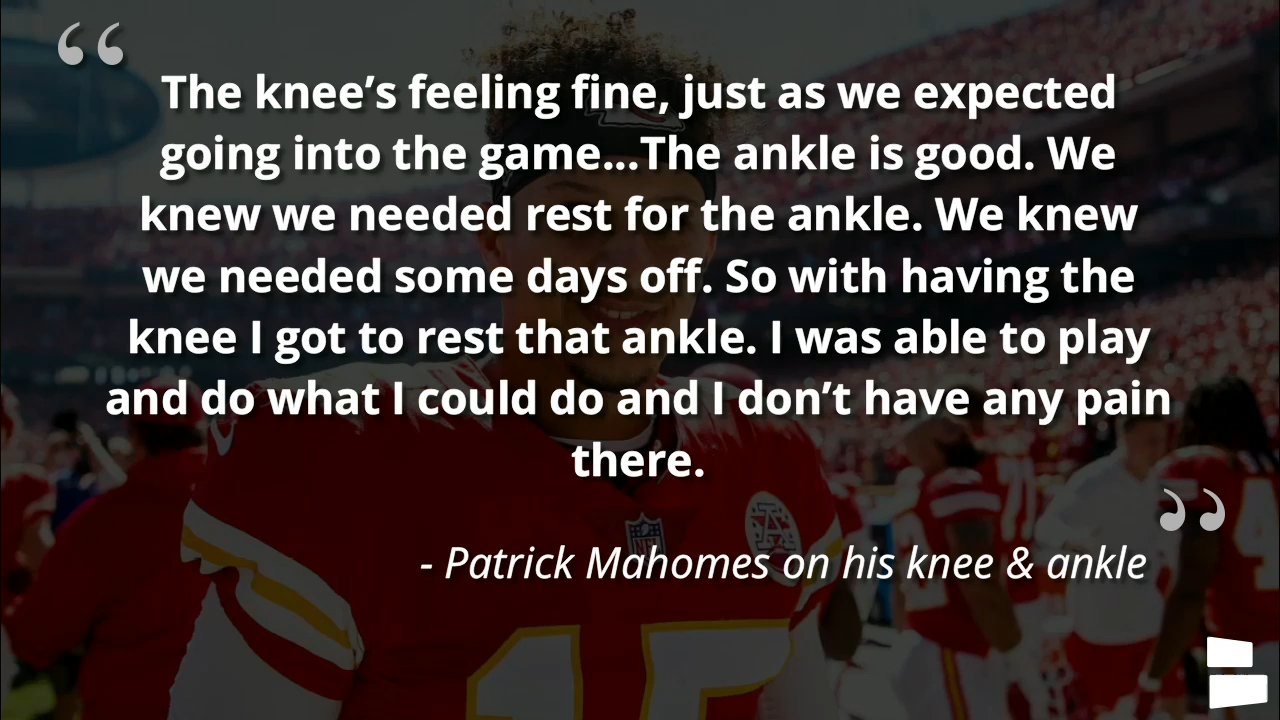 “
The knee’s feeling fine, just as we expected
going into the game...The ankle is good. We
knew we needed rest for the ankle. We knew
we needed some days off. So with having the
knee I got to rest that ankle. I was able to play
and do what I could do and I don’t have any pain
there.
”
- Patrick Mahomes on his knee & ankle
NFL
15